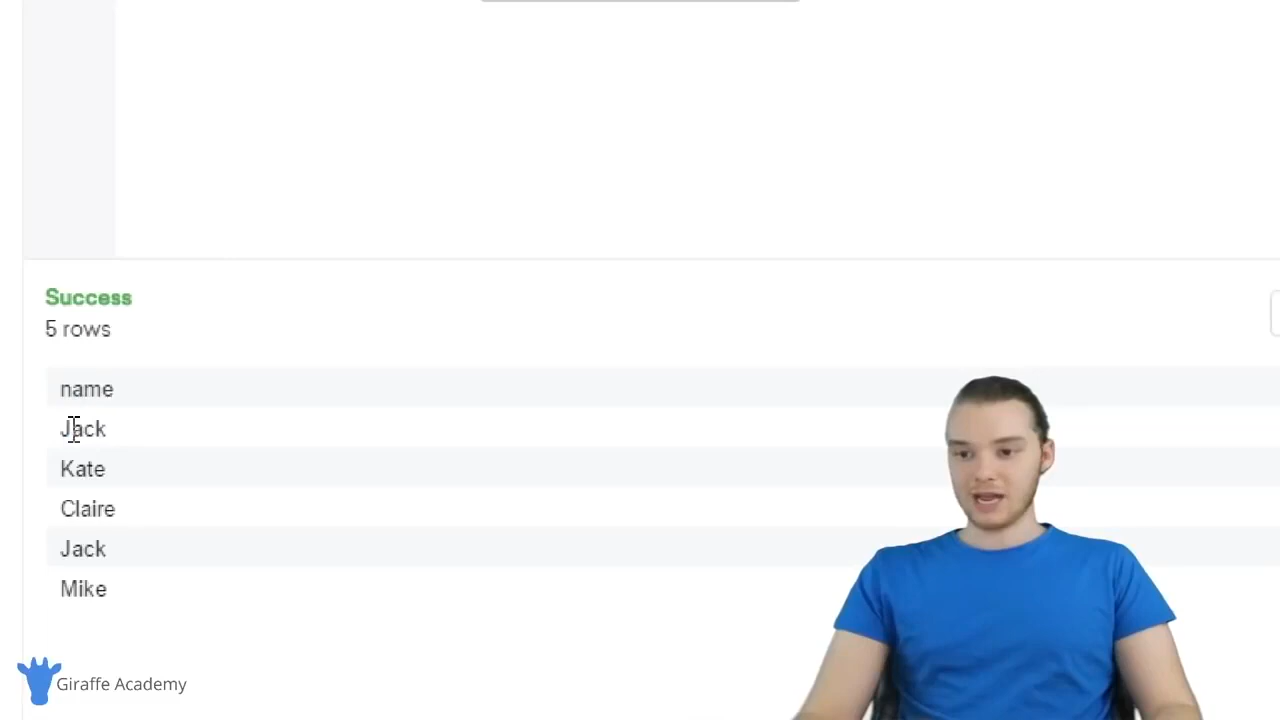 Success
5 rows
name
Jack
Kate
Claire
Jack
Mike
Giraffe Academy